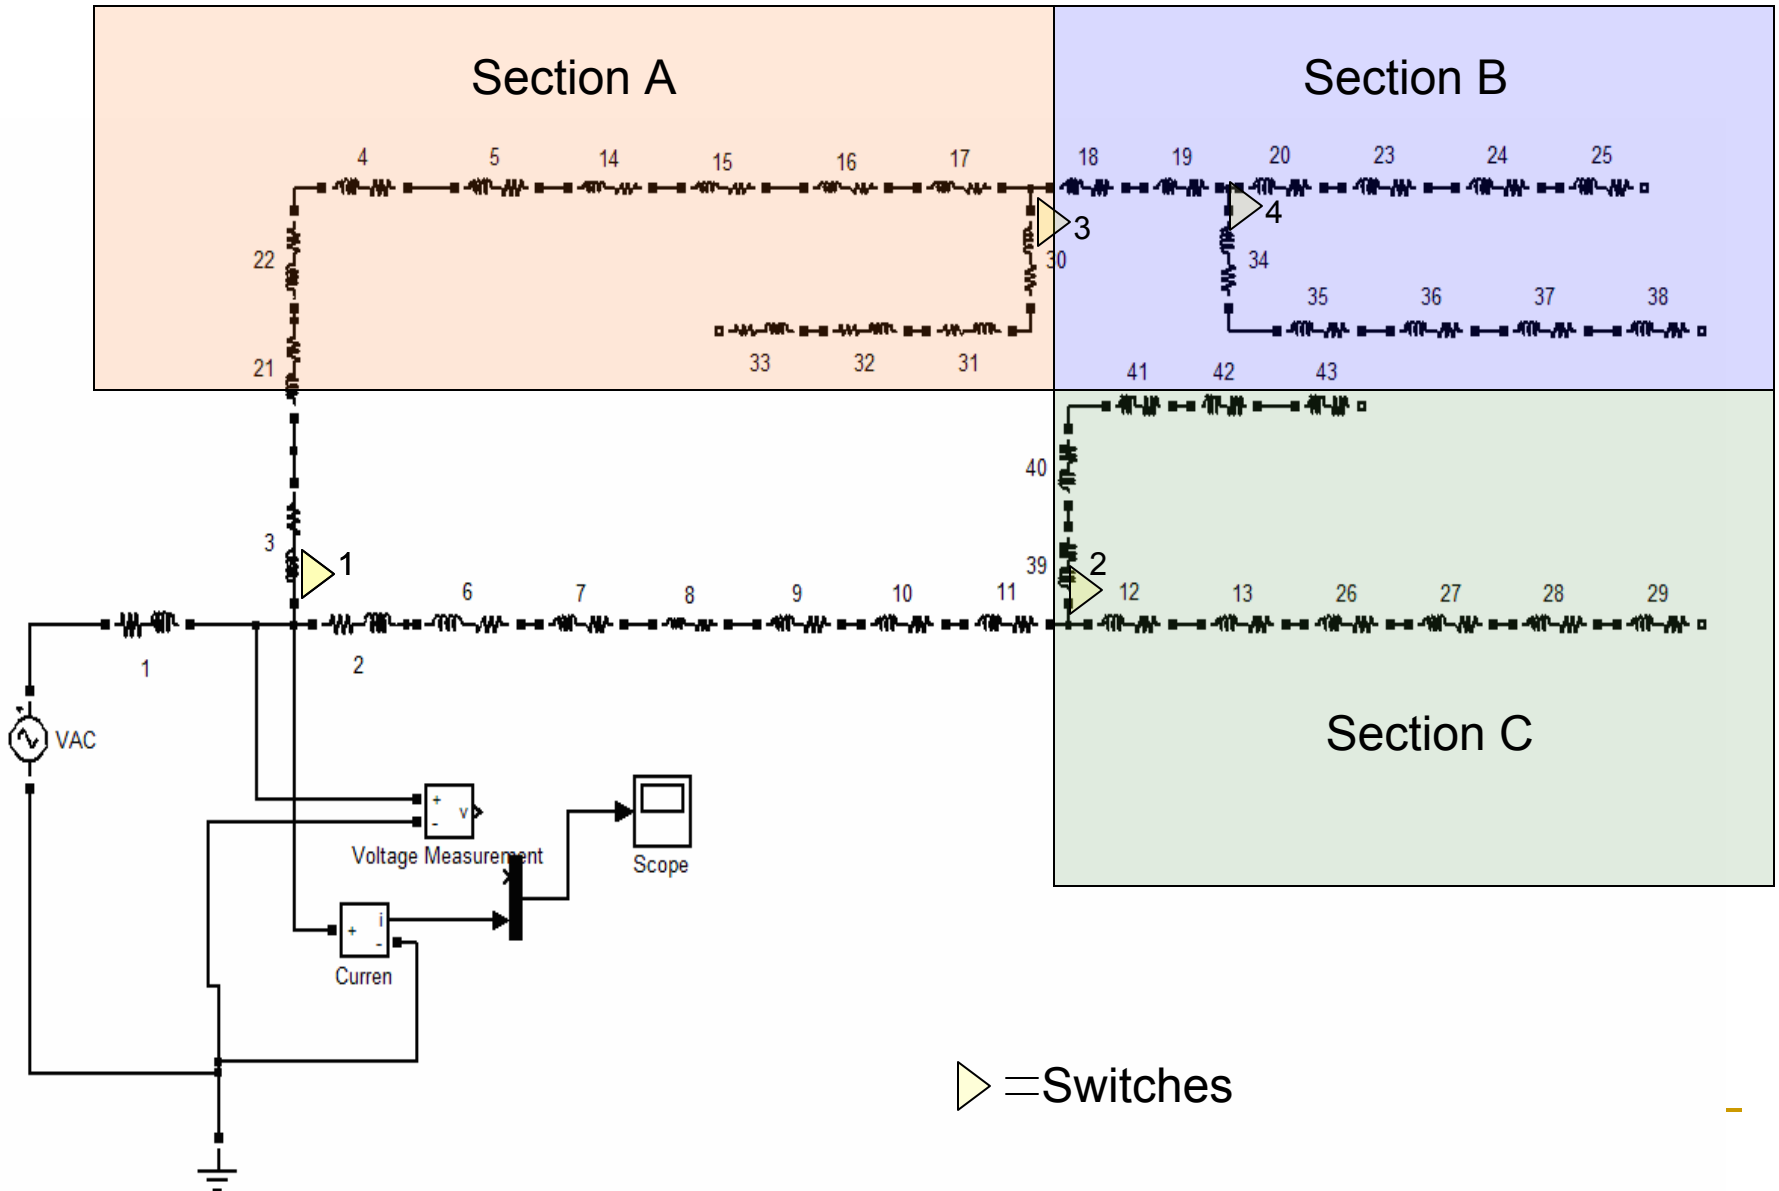 Section A
Section B
4 5 14 15 16 17 18 19 20 23 24 25
3
4
22
30
34
35 36 37 38
33 32 31
21
41 42 43
40
3
1
39
2
6 7 8 9 10 11 12 13 26 27 28 29
1
2
VAC
Section C
+
-
v
Voltage Measurement
Scope
+
i
-
Curren
=Switches